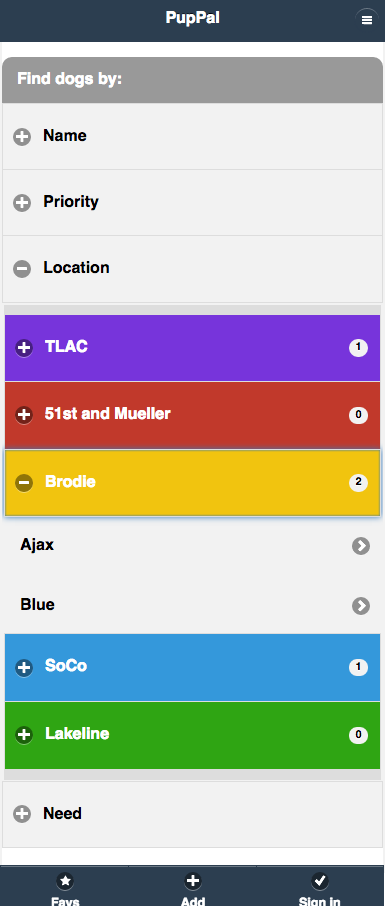 PupPal
Find dogs by:
Name
Priority
Location
TLAC 1
51st and Mueller 0
Brodie 2
Ajax
Blue
SoCo 1
Lakeline 0
Need
Favs Add Sign in